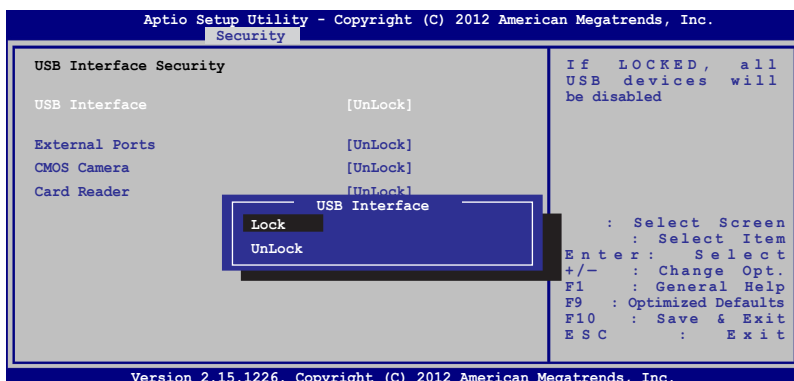 Aptio Setup Utility - Copyright (C) 2012 American Megatrends, Inc.
Security
USB Interface Security
USB Interface [UnLock]
External Ports [UnLock]
CMOS Camera [UnLock]
Card Reader [UnLock]
USB Interface
Lock
UnLock
If LOCKED, all
USB devices will
be disabled
: Select Screen
: Select Item
Enter: Select
+/— : Change Opt.
F1 : General Help
F9 : Optimized Defaults
F10 : Save & Exit
ESC : Exit
Version 2.15.1226. Copyright (C) 2012 American Megatrends, Inc.